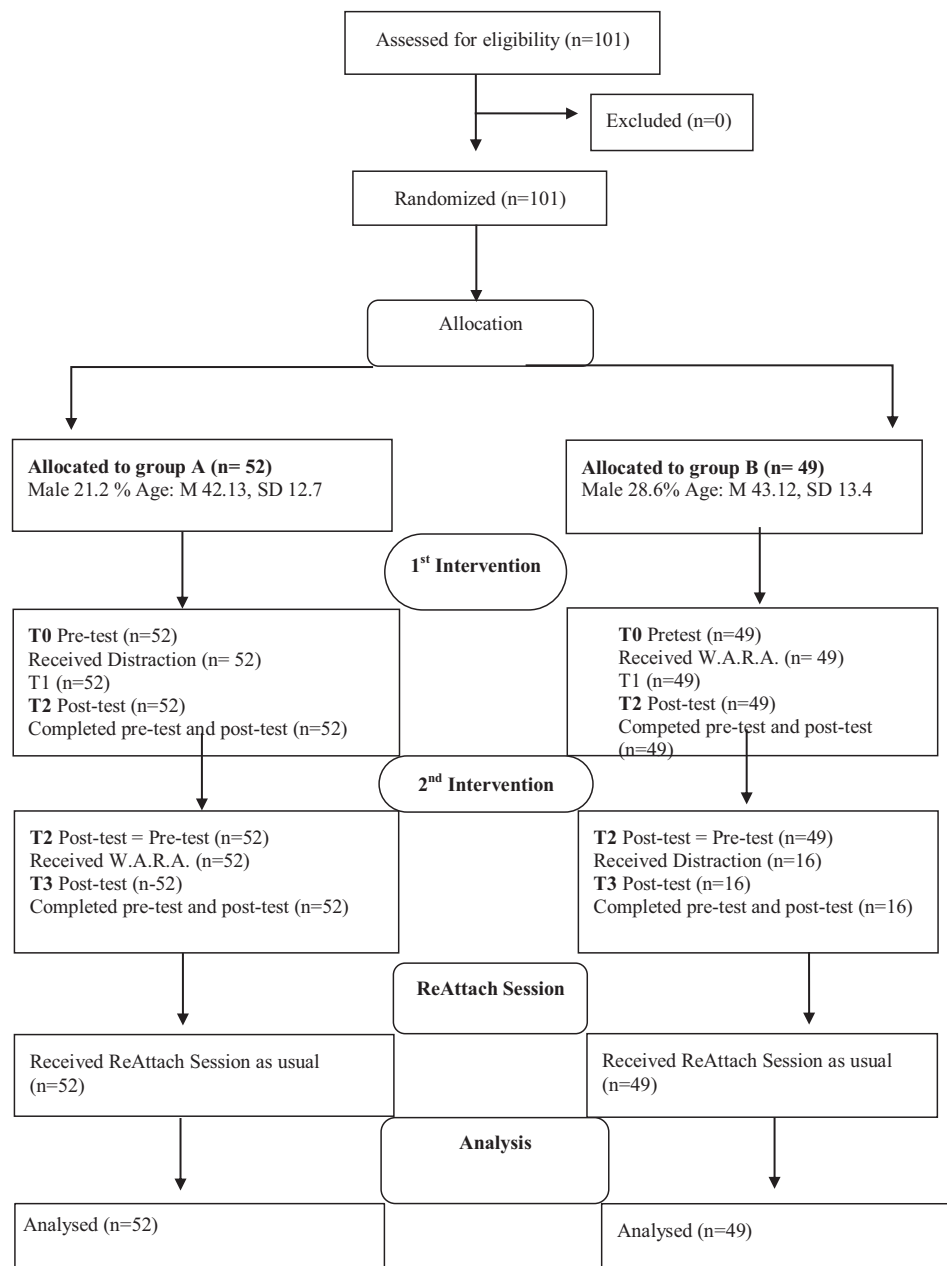 Assessed for eligibility (n=101)
Excluded (n=0)
Randomized (n=101)
Allocation
Allocated to group A (n= 52)
Male 21.2 % Age: M 42.13, SD 12.7
Allocated to group B (n= 49)
Male 28.6% Age: M 43.12, SD 13.4
1st Intervention
T0 Pre-test (n=52)
Received Distraction (n= 52)
T1 (n=52)
T2 Post-test (n=52)
Completed pre-test and post-test (n=52)
T0 Pretest (n=49)
Received W.A.R.A. (n= 49)
T1 (n=49)
T2 Post-test (n=49)
Competed pre-test and post-test
(n=49)
2nd Intervention
T2 Post-test = Pre-test (n=52)
Received W.A.R.A. (n=52)
T3 Post-test (n-52)
Completed pre-test and post-test (n=52)
T2 Post-test = Pre-test (n=49)
Received Distraction (n=16)
T3 Post-test (n=16)
Completed pre-test and post-test (n=16)
ReAttach Session
Received ReAttach Session as usual
(n=52)
Received ReAttach Session as usual
(n=49)
Analysis
Analysed (n=52)
Analysed (n=49)